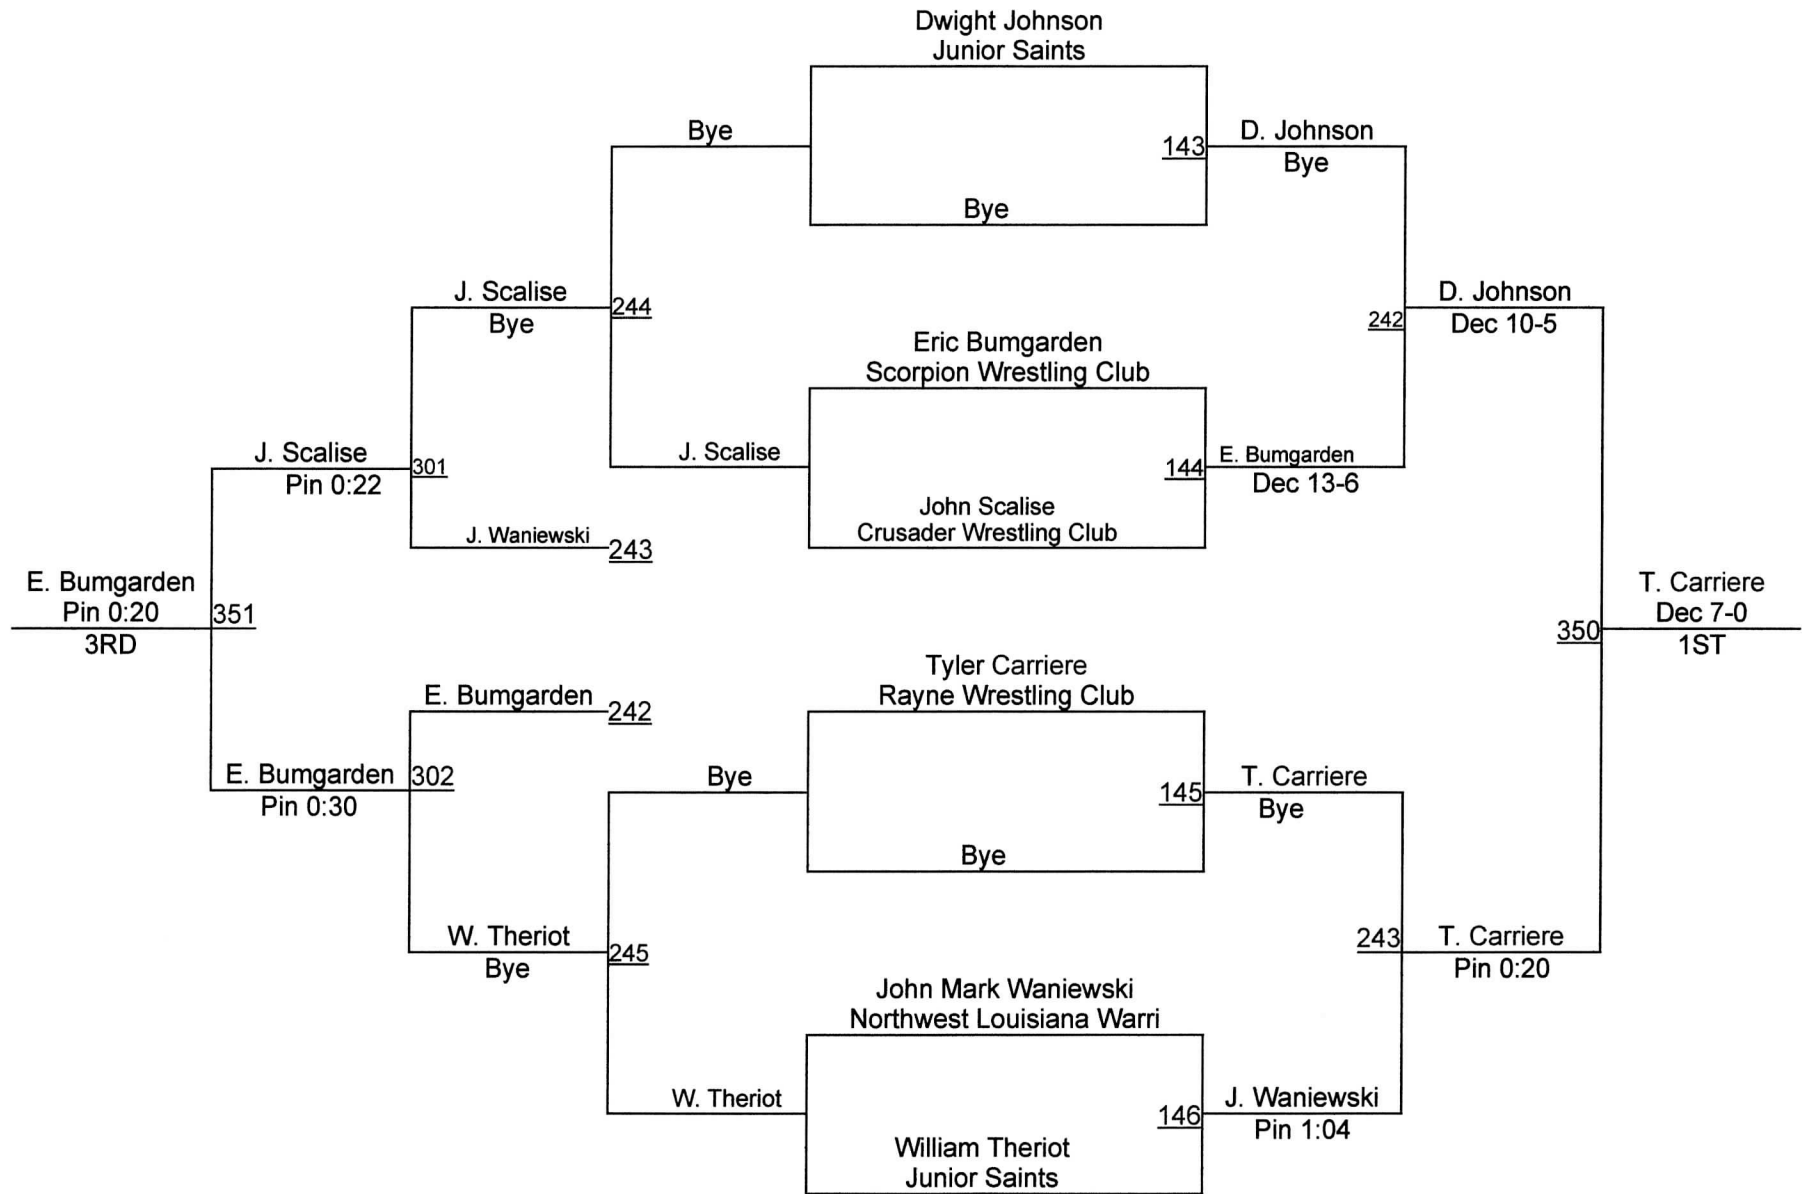 Dwight Johnson
Junior Saints
Bye
143
D. Johnson
Bye
Bye
J. Scalise
Bye
244
Eric Bumgarden
Scorpion Wrestling Club
242
D. Johnson
Dec 10-5
J. Scalise
Pin 0:22
301
J. Scalise
144
E. Bumgarden
Dec 13-6
John Scalise
Crusader Wrestling Club
J. Waniewski
243
E. Bumgarden
Pin 0:20
351
3RD
T. Carriere
Dec 7-0
350
1ST
Tyler Carriere
Rayne Wrestling Club
E. Bumgarden
242
E. Bumgarden
302
Pin 0:30
Bye
145
T. Carriere
Bye
Bye
W. Theriot
Bye
245
243
T. Carriere
Pin 0:20
John Mark Waniewski
Northwest Louisiana Warri
W. Theriot
146
J. Waniewski
Pin 1:04
William Theriot
Junior Saints